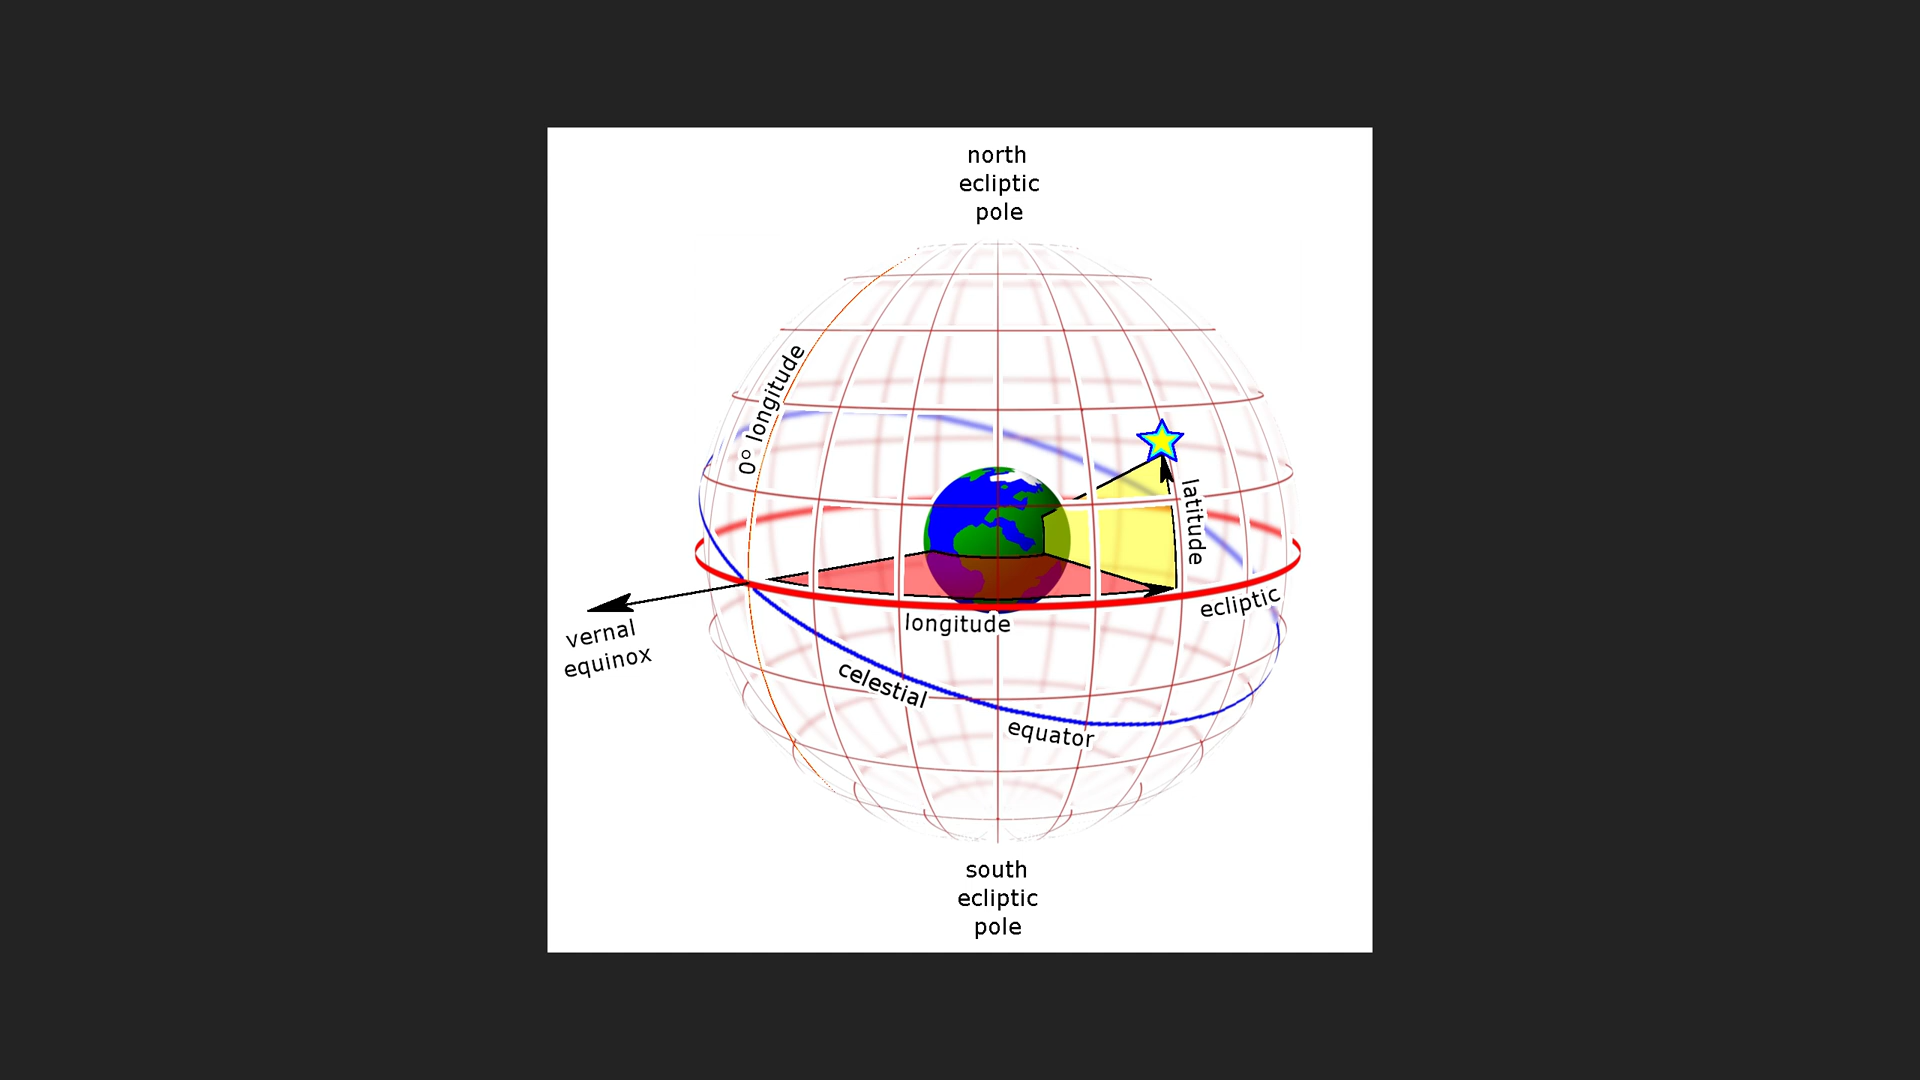 north
ecliptic
pole
0° longitude
latitude
ecliptic
longitude
vernal
equinox
celestial
equator
south
ecliptic
pole